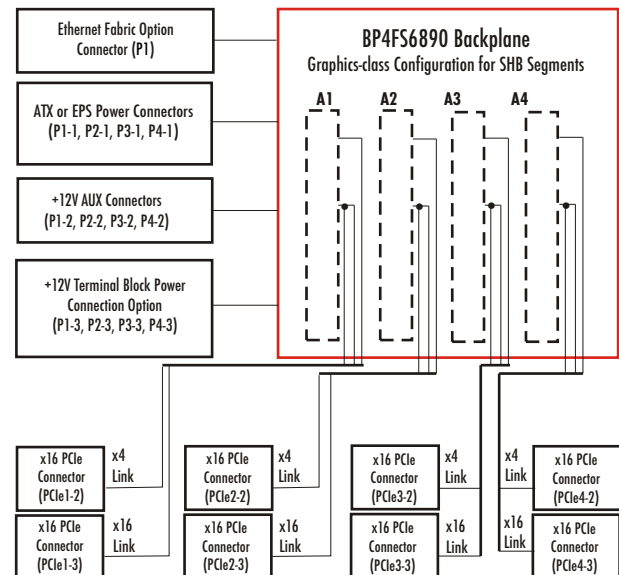 Ethernet Fabric Option
Connector (P1)
ATX or EPS Power Connectors
(P1-1, P2-1, P3-1, P4-1)
+12V AUX Connectors
(P1-2, P2-2, P3-2, P4-2)
+12V Terminal Block Power
Connection Option
(P1-3, P2-3, P3-3, P4-3)
BP4FS6890 Backplane
Graphics-class Configuration for SHB Segments
A1
A2
A3
A4
x16 PCIe
Connector
(PCIe1-2)
x4
Link
x16 PCIe
Connector
(PCIe2-2)
x4
Link
x16 PCIe
Connector
(PCIe3-2)
x4
Link
x4
Link
x16 PCIe
Connector
(PCIe4-2)
x16 PCIe
Connector
(PCIe1-3)
x16
Link
x16 PCIe
Connector
(PCIe2-3)
x16
Link
x16 PCIe
Connector
(PCIe3-3)
x16
Link
x16
Link
x16 PCIe
Connector
(PCIe4-3)